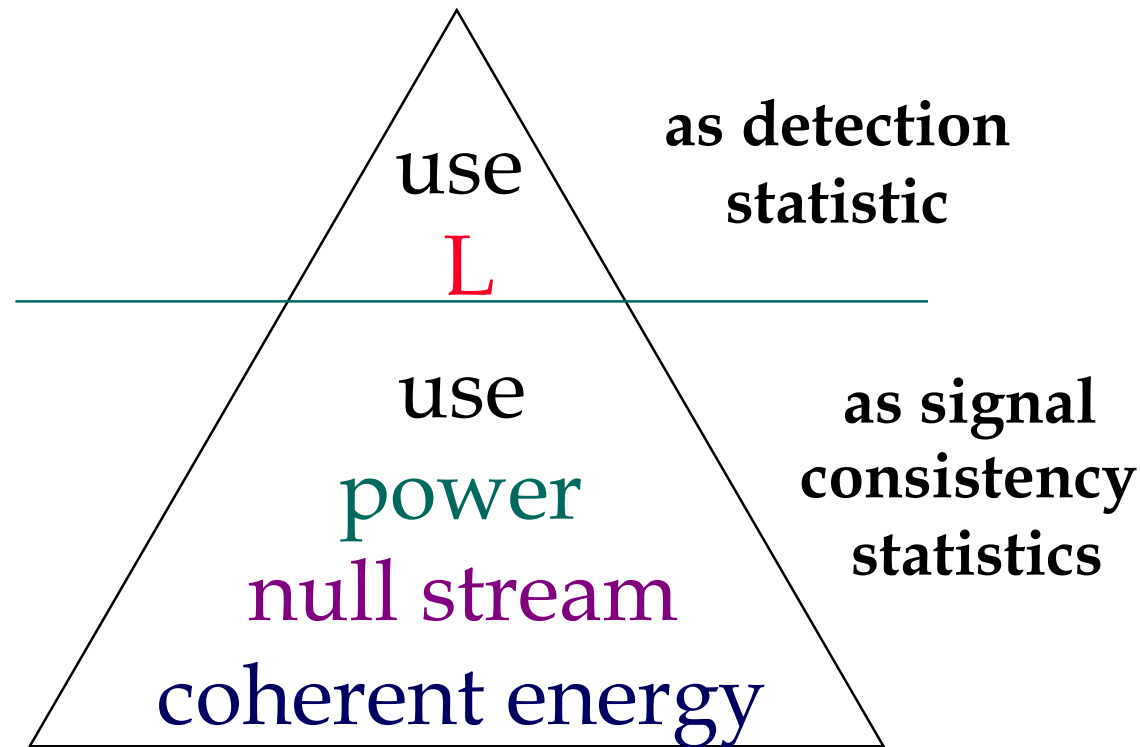 use
L
as detection
statistic
use
power
null stream
coherent energy
as signal
consistency
statistics